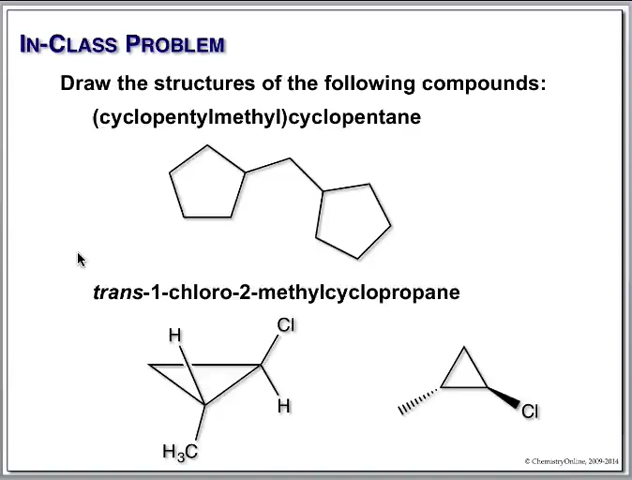 IN-CLASS PROBLEM
Draw the structures of the following compounds:
(cyclopentylmethyl)cyclopentane
trans-1-chloro-2-methylcyclopropane
Cl
H
H
Cl
H3C
© ChemistryOnline, 2009-2014